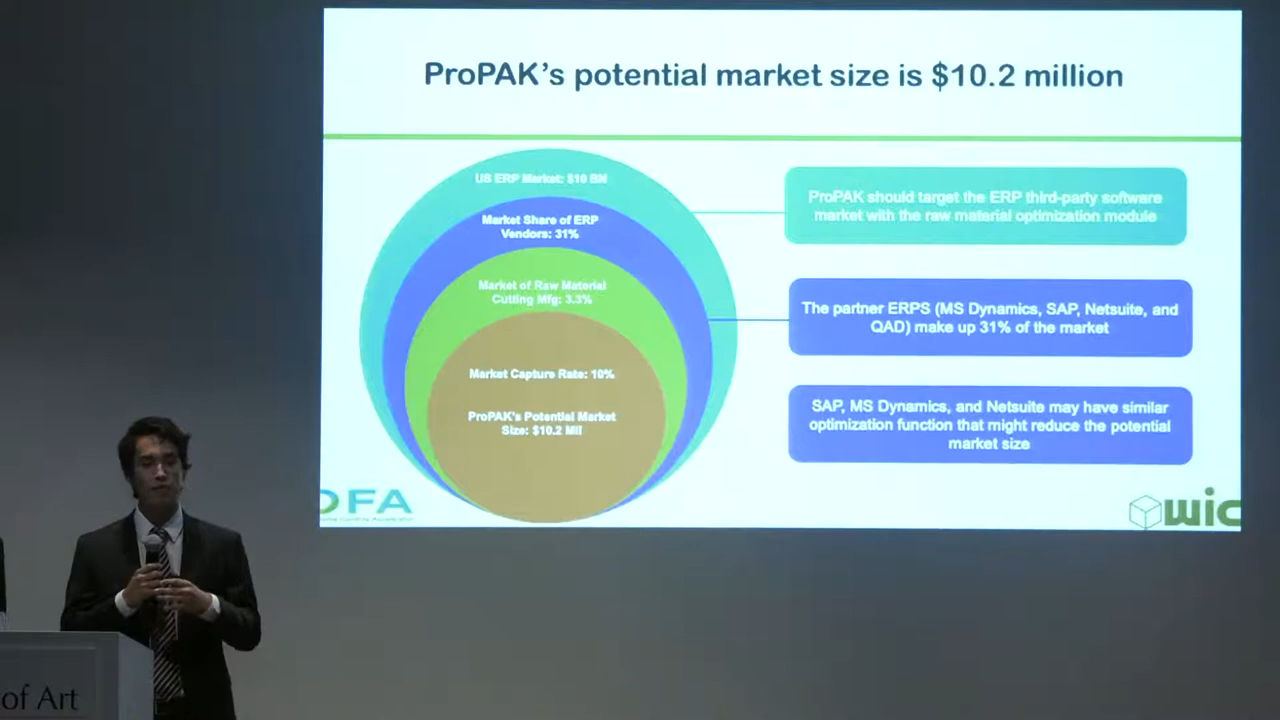 ProPAK's potential market size is $10.2 million
US ERP Market: $10 BN
Market Share of ERP
Vendors: 31%
Market of Raw Material
Cutting Mfg: 3.3%
Market Capture Rate: 10%
ProPAK's Potential Market
Size: $10.2 Mil
ProPAK should target the ERP third-party software
market with the raw material optimization module
The partner ERPS (MS Dynamics, SAP, Netsuite, and
QAD) make up 31% of the market
SAP, MS Dynamics, and Netsuite may have similar
optimization function that might reduce the potential
market size
OFA
wic
of Art